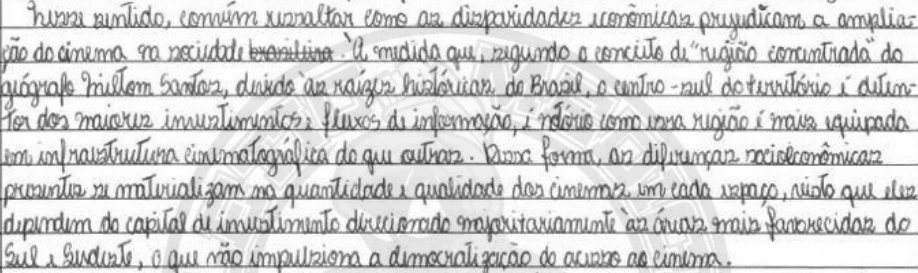 Nesse sentido, convém ressaltar como as disparidades econômicas prejudicam a amplia-
ção do cinema na sociedade brasileira. À medida que, segundo o conceito de "região concentrada" do
geógrafo Milton Santos, devido às raízes históricas do Brasil, o centro-sul do território é deten-
tor dos maiores investimentos e fluxos de informação, é notório como essa região é mais equipada
em infraestrutura cinematográfica do que outras. Dessa forma, as diferenças socioeconômicas
presentes se materializam na quantidade e qualidade dos cinemas em cada espaço, visto que eles
dependem do capital de investimento direcionado majoritariamente às áreas mais favorecidas do
Sul e Sudeste, o que não impulsiona a democratização do acesso ao cinema.